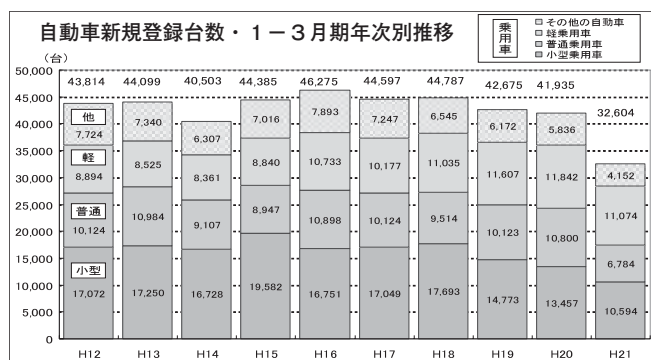 自動車新規登録台数・１－３月期年次別推移
乗用車
その他の自動車
軽乗用車
普通乗用車
小型乗用車
(台)
50,000
45,000
40,000
35,000
30,000
25,000
20,000
15,000
10,000
5,000
0
43,814 44,099 40,503 44,385 46,275 44,597 44,787 42,675 41,935 32,604
他
7,724 7,340 6,307 7,016 7,893 7,247 6,545 6,172 5,836 4,152
軽
8,894 8,525 8,361 8,840 10,733 10,177 11,035 11,607 11,842 11,074
普通
10,124 10,984 9,107 8,947 10,898 10,124 9,514 10,123 10,800 6,784
小型
17,072 17,250 16,728 19,582 16,751 17,049 17,693 14,773 13,457 10,594
H12 H13 H14 H15 H16 H17 H18 H19 H20 H21